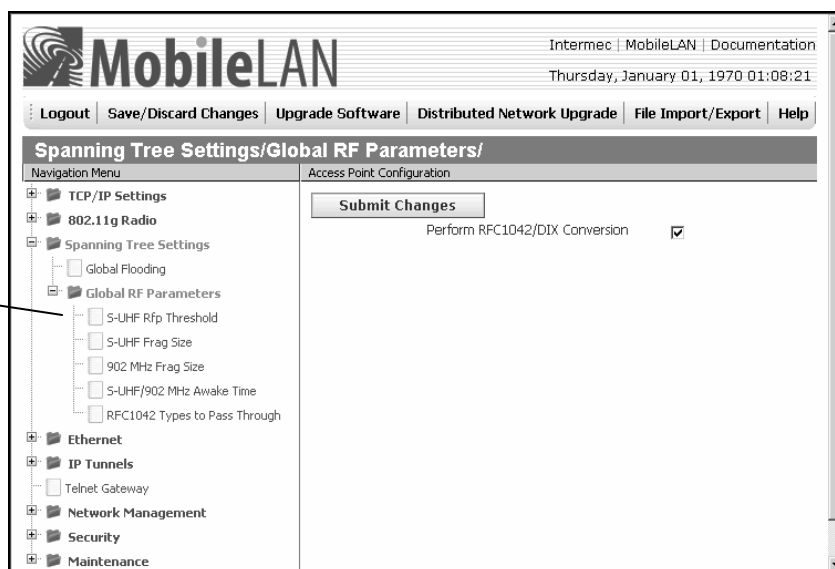 MobileLAN
Intermec | MobileLAN | Documentation
Thursday, January 01, 1970 01:08:21
Logout | Save/Discard Changes | Upgrade Software | Distributed Network Upgrade | File Import/Export | Help
Spanning Tree Settings/Global RF Parameters/
Navigation Menu
Access Point Configuration
TCP/IP Settings
802.11g Radio
Spanning Tree Settings
Global Flooding
Global RF Parameters
S-UHF Rfp Threshold
S-UHF Frag Size
902 MHz Frag Size
S-UHF/902 MHz Awake Time
RFC1042 Types to Pass Through
Ethernet
IP Tunnels
Telnet Gateway
Network Management
Security
Maintenance
Submit Changes
Perform RFC1042/DIX Conversion